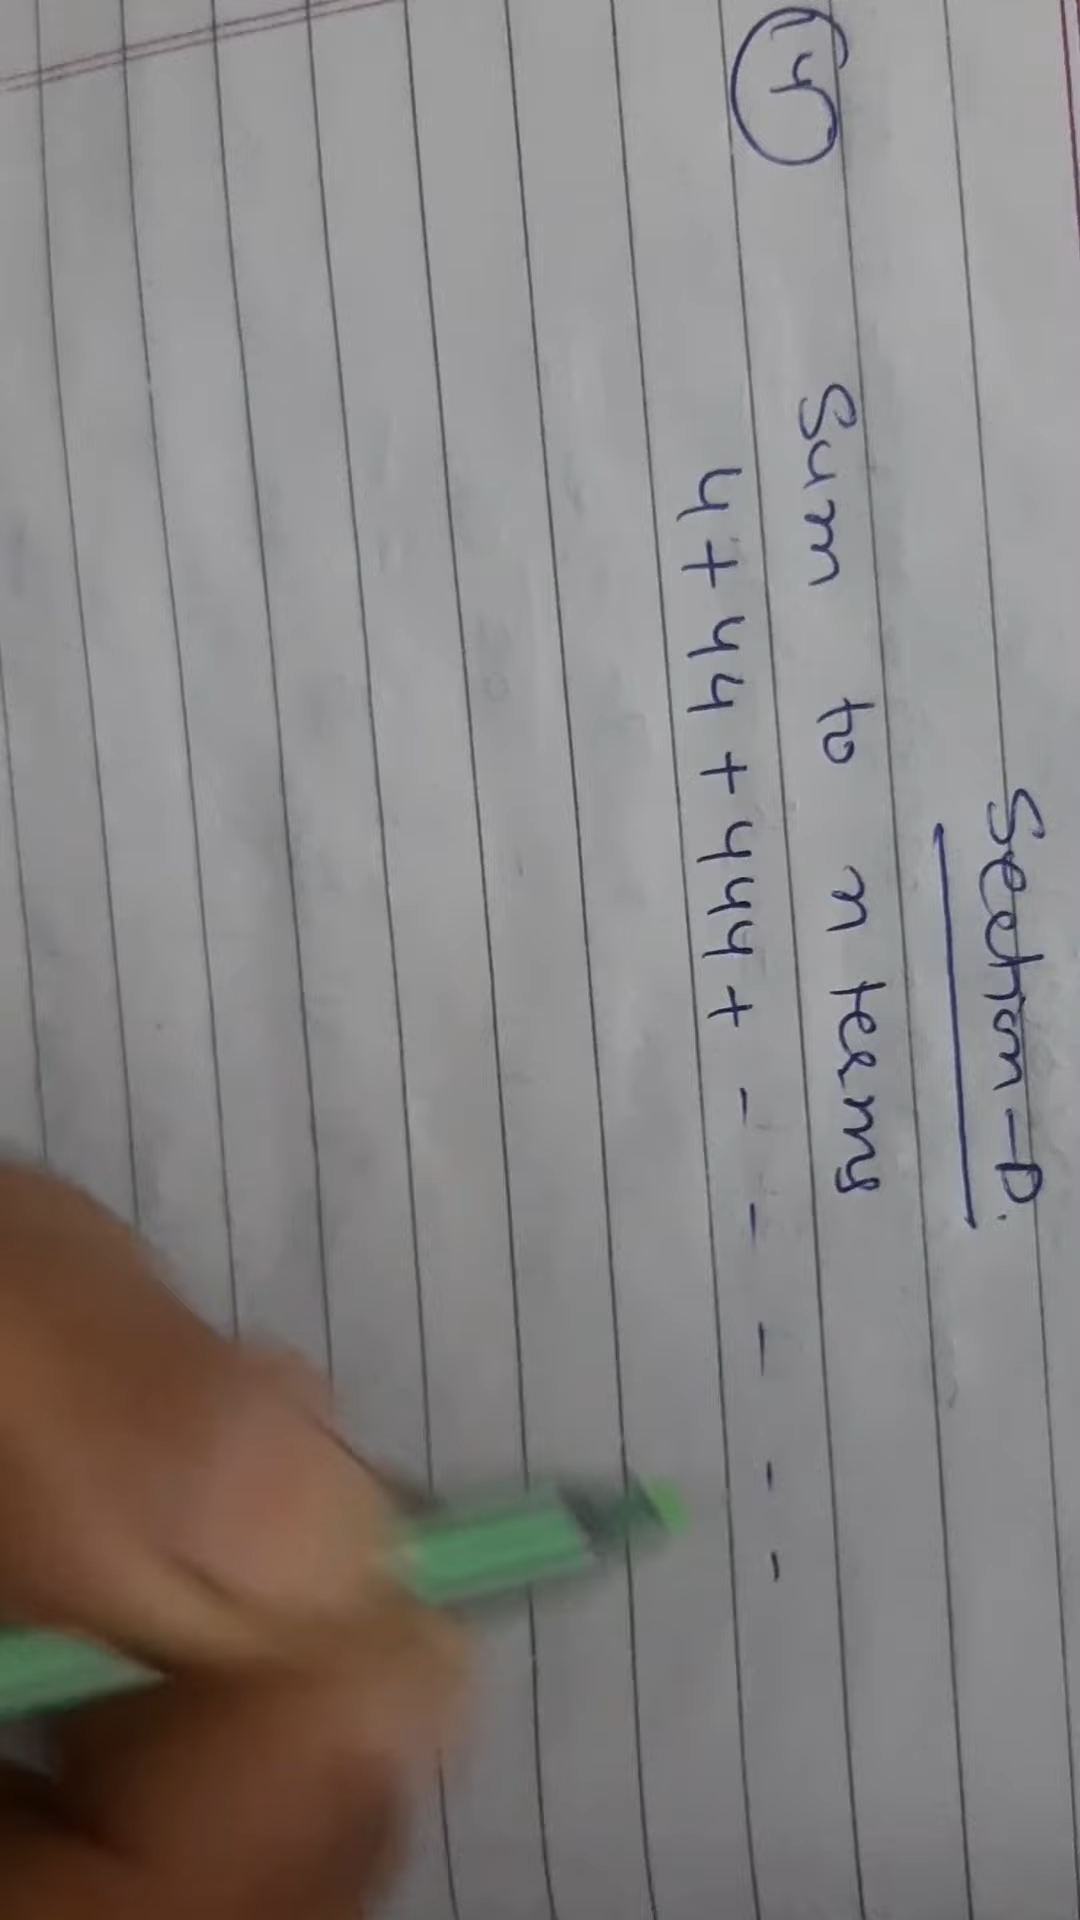 Section-D.
14 Sum to n terms
4+44+444+-----